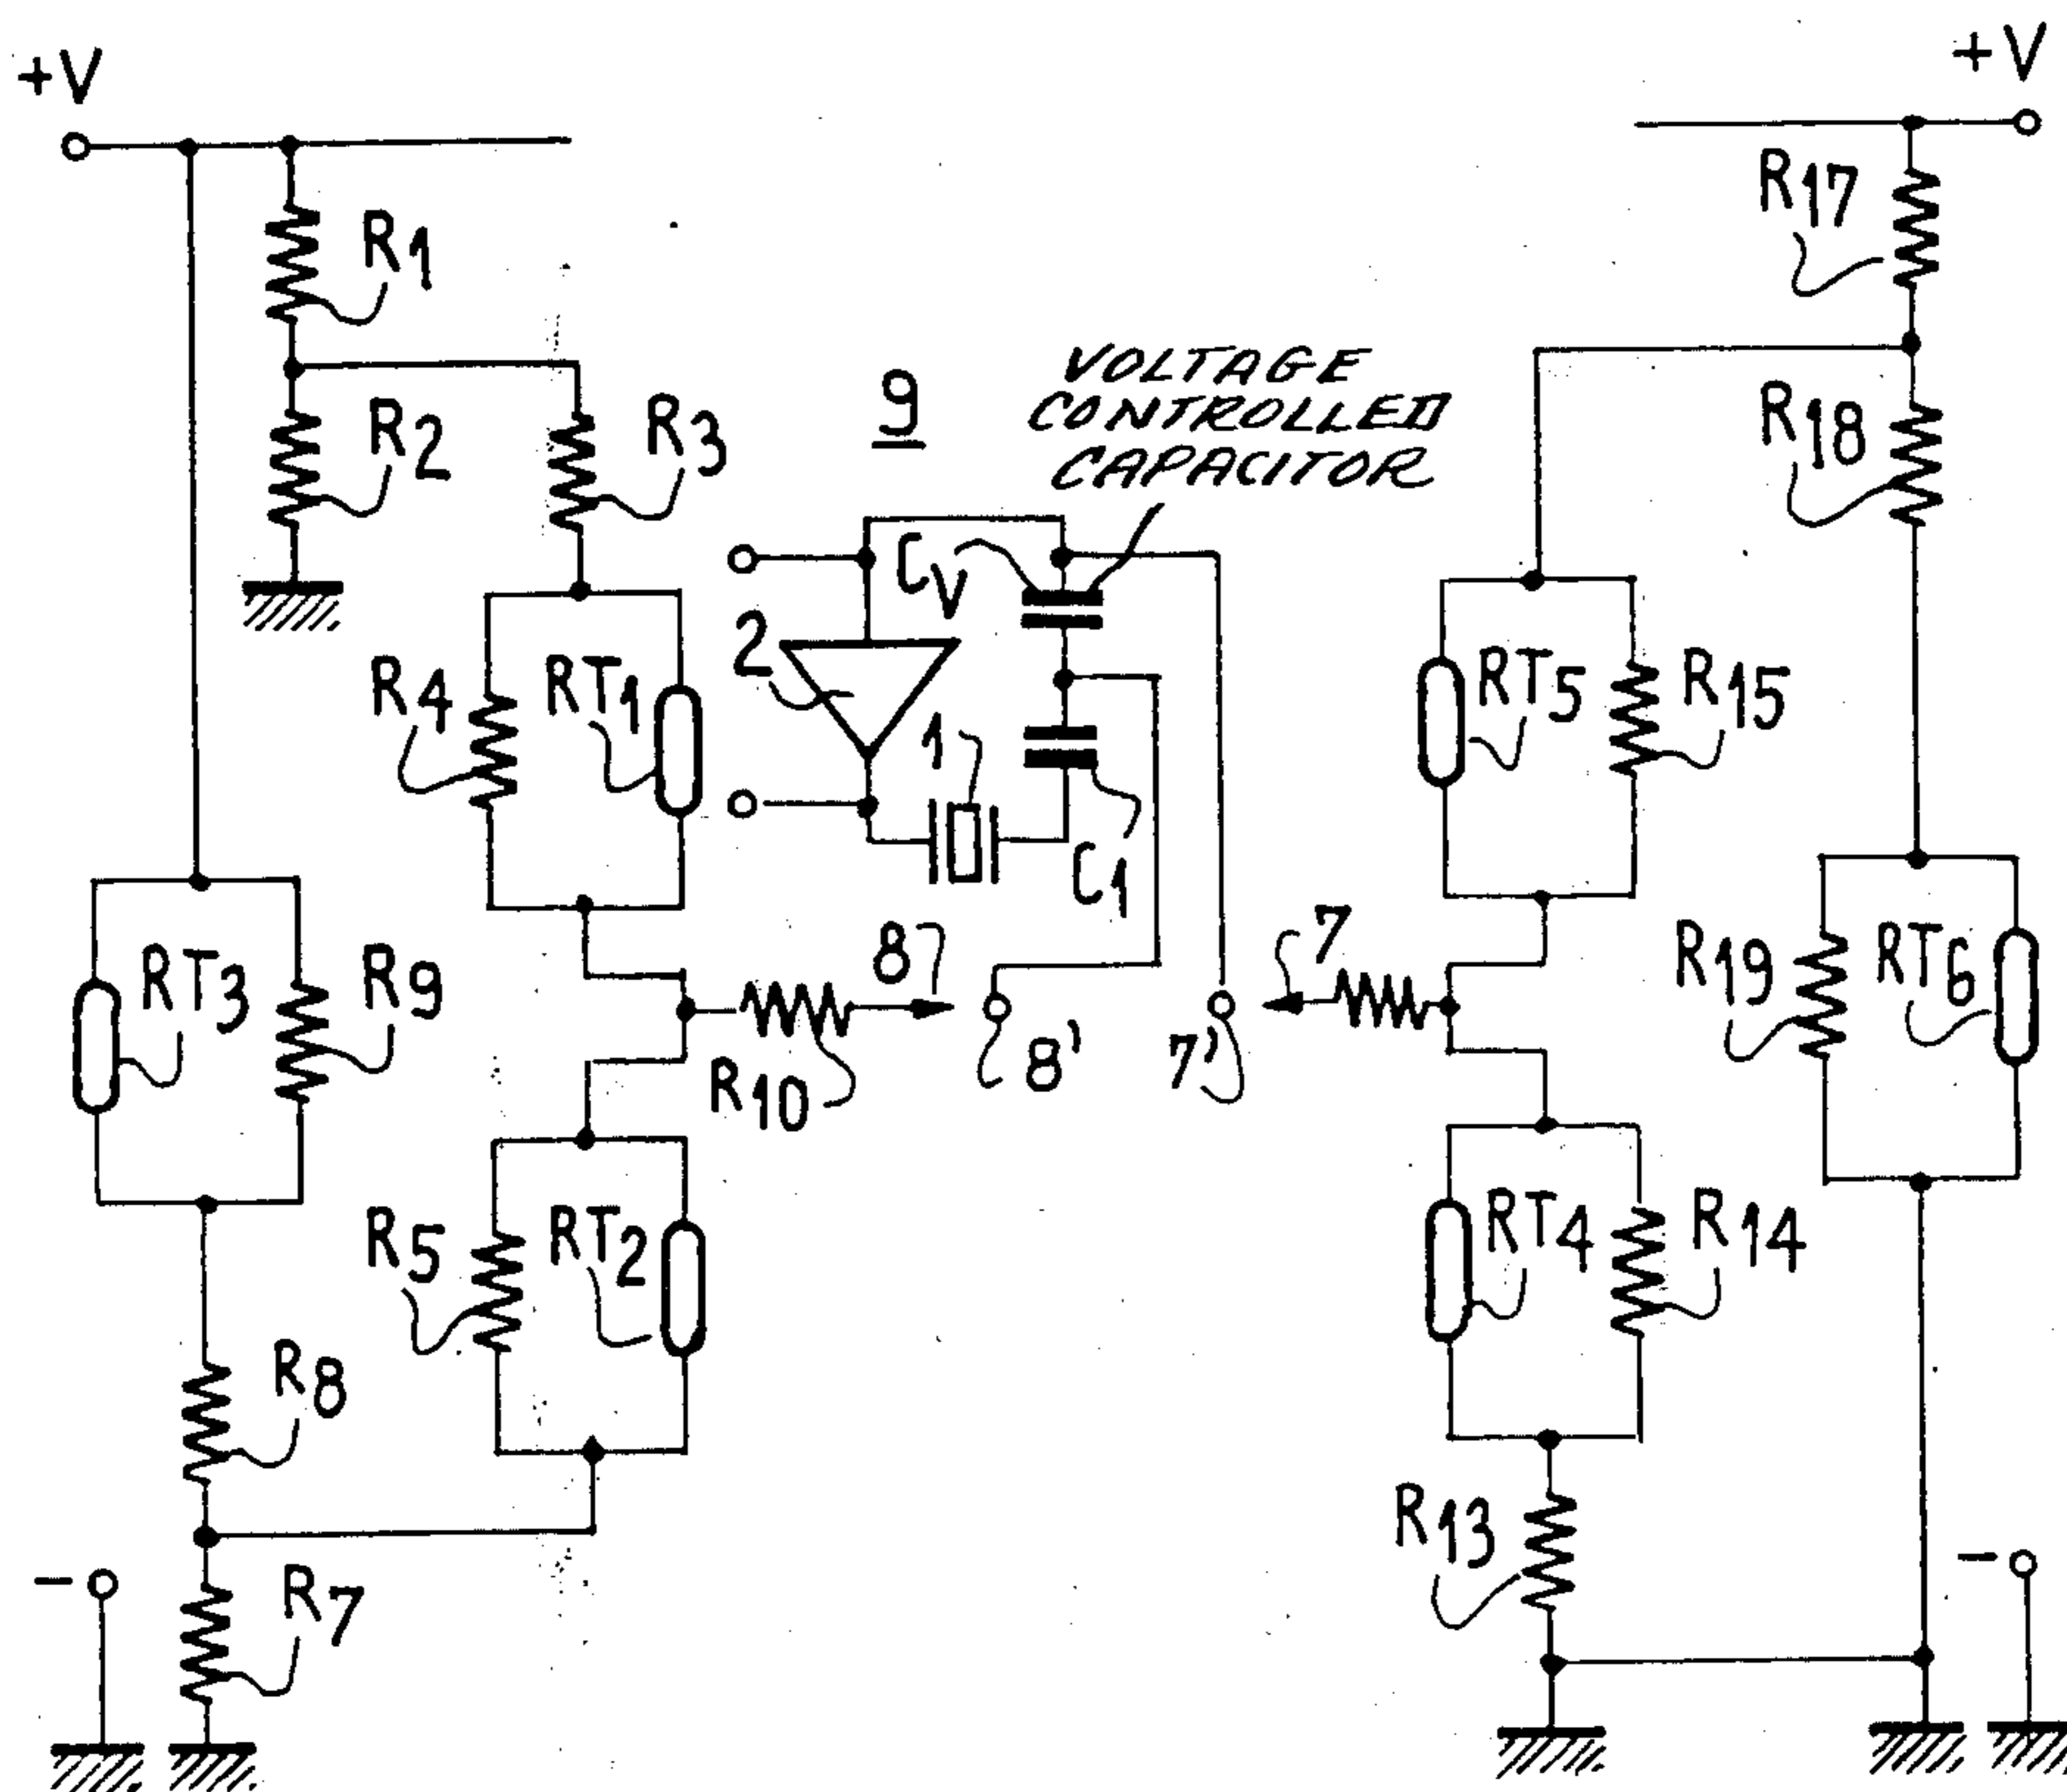 +V
+V
R17
R1
VOLTAGE
CONTROLLED
CAPACITOR
9
R2
R3
R18
CV
2
R4
RT1
RT5
R15
1
C1
RT3
R9
8
7
R19
RT6
R10
8'
7'
R5
RT2
RT4
R14
R8
R13
-
-
R7